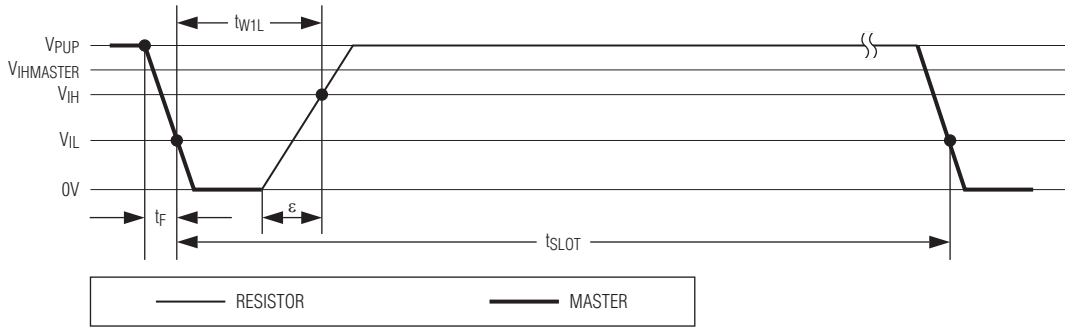 tW1L
VPUP
VIHMASTER
VIH
VIL
0V
tF
ε
tSLOT
RESISTOR MASTER